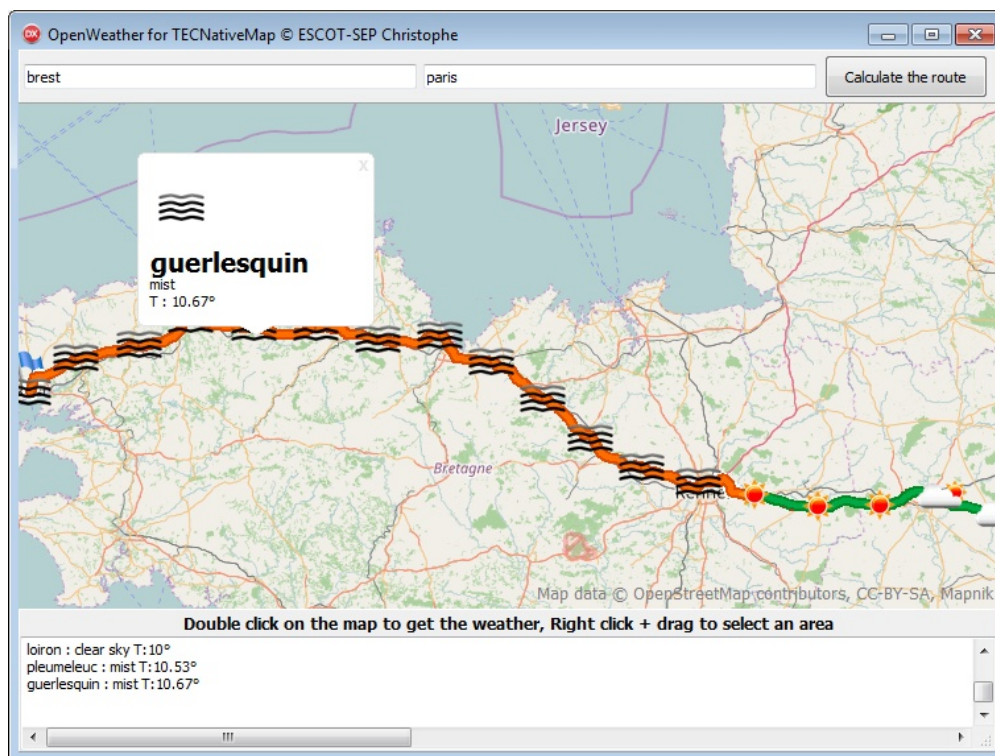 OpenWeather for TECNativeMap © ESCOT-SEP Christophe
brest
paris
Calculate the route
Jersey
x
guerlesquin
mist
T : 10.67°
Bretagne
Map data © OpenStreetMap contributors, CC-BY-SA, Mapnik
Double click on the map to get the weather, Right click + drag to select an area
loiron : clear sky T:10°
pleumeleuc : mist T:10.53°
guerlesquin : mist T:10.67°